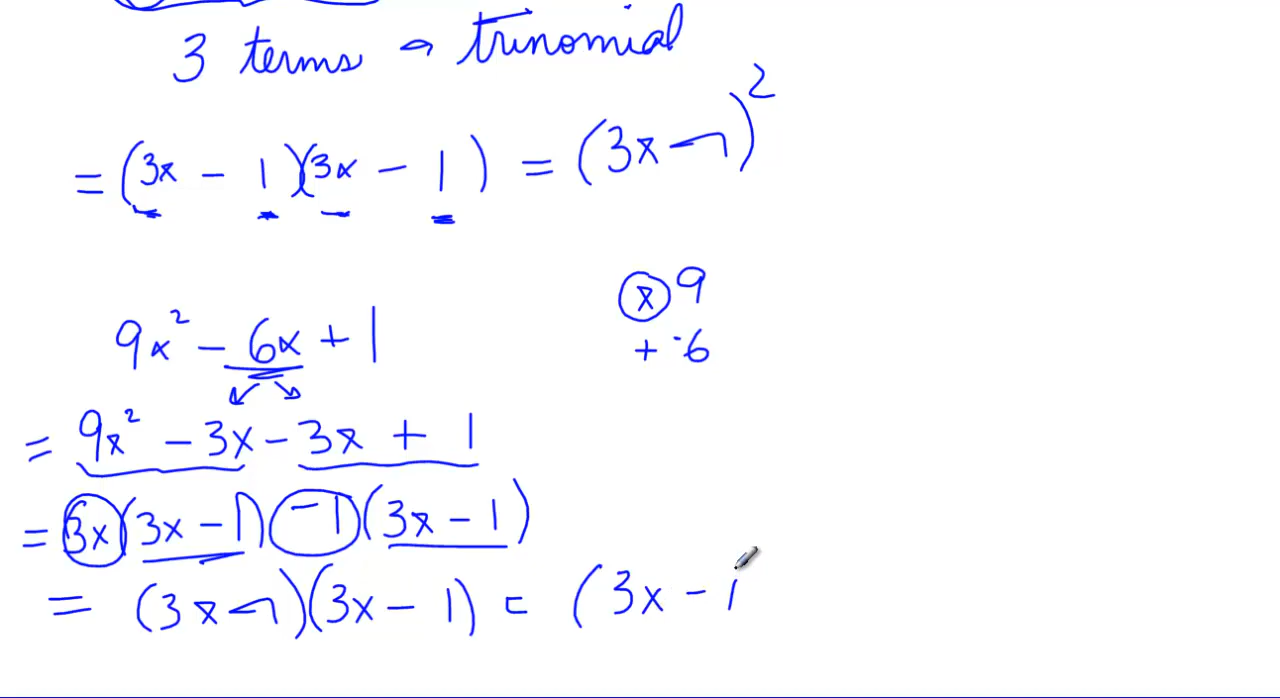 3 terms → trinomial
= (3x - 1)(3x - 1) = (3x - 1)²
x 9
+ -6
9x² - 6x + 1
= 9x² - 3x - 3x + 1
= 3x(3x - 1) -1(3x - 1)
= (3x - 1)(3x - 1) = (3x - 1